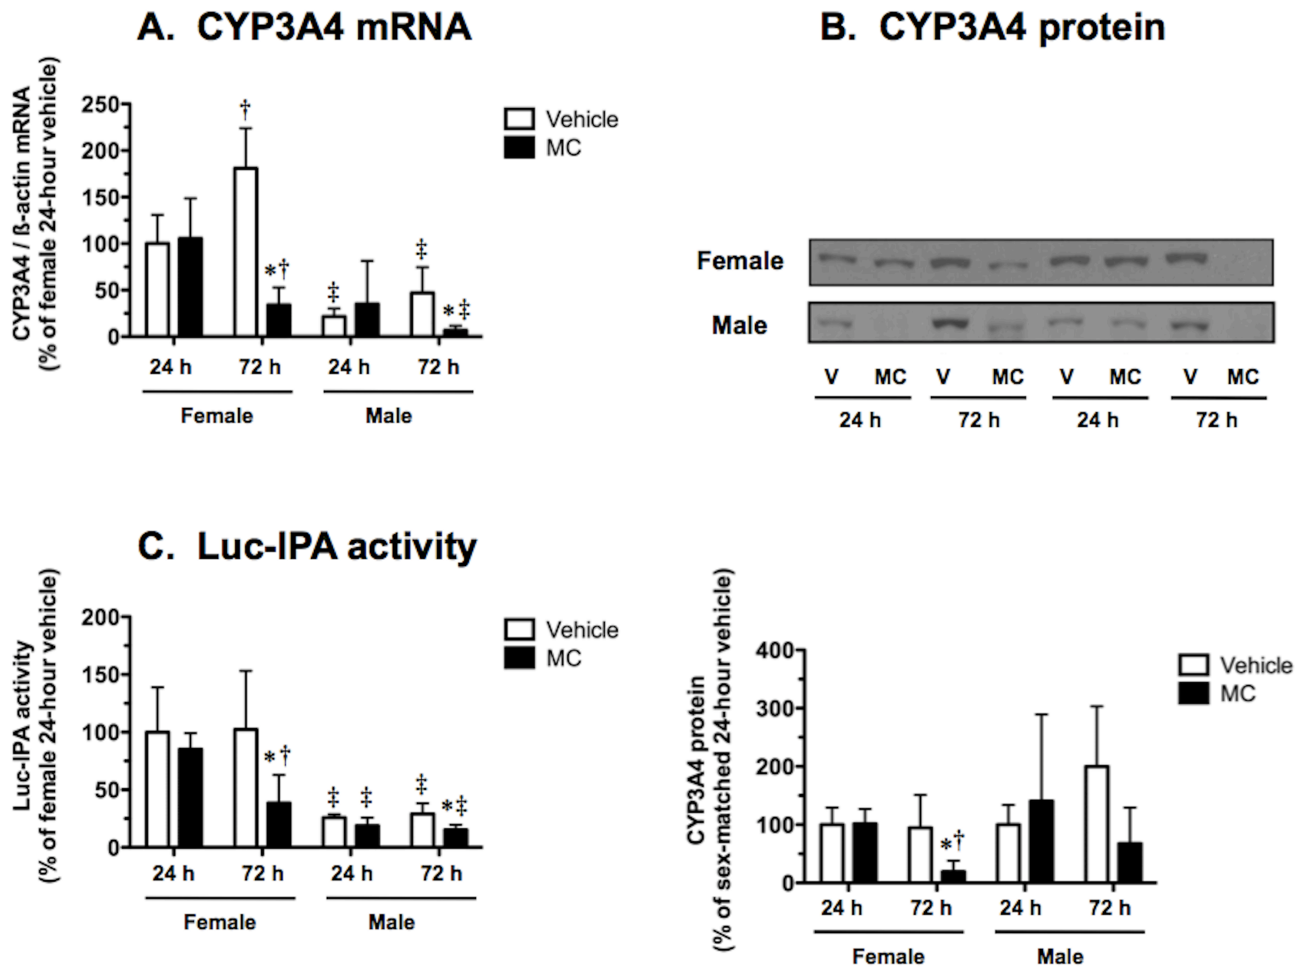 A. CYP3A4 mRNA
CYP3A4 / ß-actin mRNA
(% of female 24-hour vehicle)
250
200
150
100
50
0
†
*†
‡
‡
*‡
Vehicle
MC
24 h 72 h 24 h 72 h
Female Male
B. CYP3A4 protein
Female
Male
V MC V MC V MC V MC
24 h 72 h 24 h 72 h
C. Luc-IPA activity
Luc-IPA activity
(% of female 24-hour vehicle)
200
150
100
50
0
*†
‡ ‡
‡
*‡
Vehicle
MC
24 h 72 h 24 h 72 h
Female Male
CYP3A4 protein
(% of sex-matched 24-hour vehicle)
400
300
200
100
0
*†
Vehicle
MC
24 h 72 h 24 h 72 h
Female Male